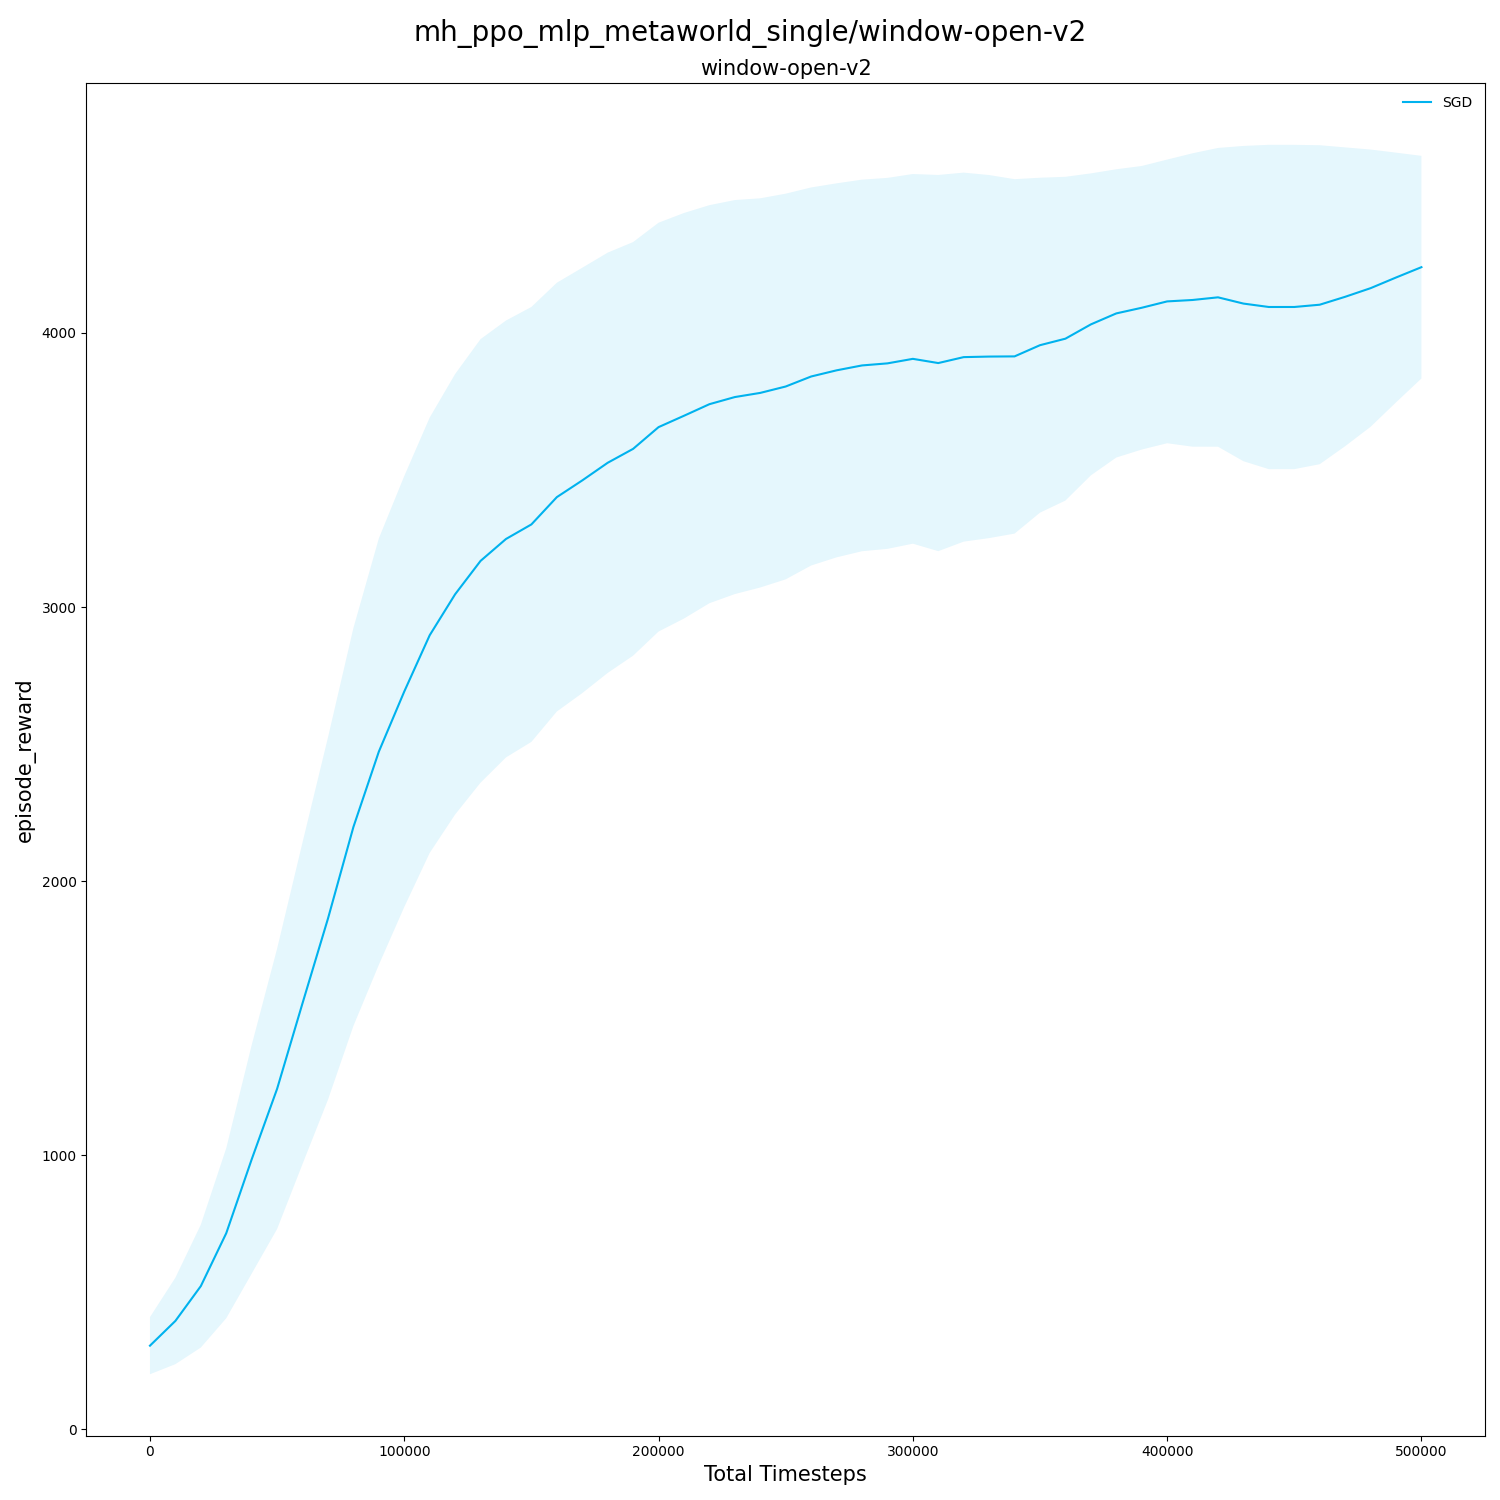 mh_ppo_mlp_metaworld_single/window-open-v2
window-open-v2
SGD
episode_reward
4000
3000
2000
1000
0
0 100000 200000 300000 400000 500000
Total Timesteps